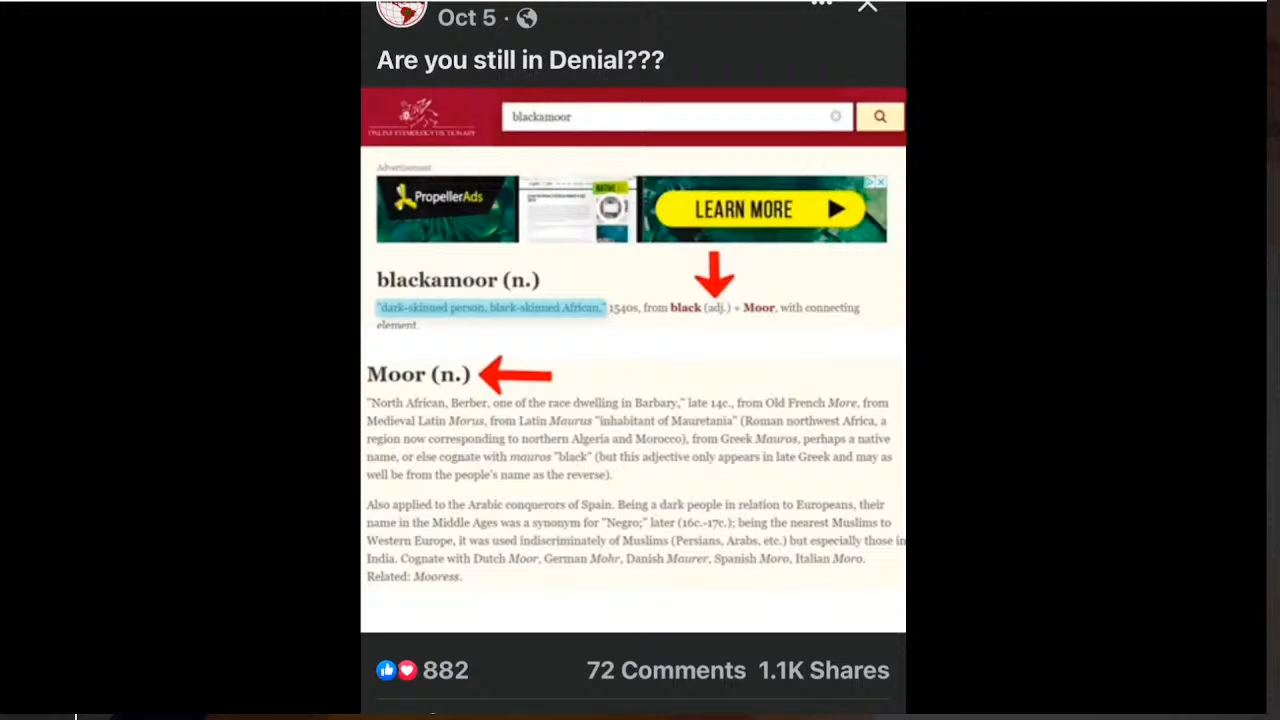 Oct 5 ·
Are you still in Denial???
ONLINE ETYMOLOGY DICTIONARY
blackamoor
Advertisement
PropellerAds
NATIVE
LEARN MORE
blackamoor (n.)
"dark-skinned person, black-skinned African," 1540s, from black (adj.) + Moor, with connecting
element.
Moor (n.)
"North African, Berber, one of the race dwelling in Barbary," late 14c., from Old French More, from
Medieval Latin Morus, from Latin Maurus "inhabitant of Mauretania" (Roman northwest Africa, a
region now corresponding to northern Algeria and Morocco), from Greek Mauros, perhaps a native
name, or else cognate with mauros "black" (but this adjective only appears in late Greek and may as
well be from the people's name as the reverse).
Also applied to the Arabic conquerors of Spain. Being a dark people in relation to Europeans, their
name in the Middle Ages was a synonym for "Negro;" later (16c.-17c.); being the nearest Muslims to
Western Europe, it was used indiscriminately of Muslims (Persians, Arabs, etc.) but especially those in
India. Cognate with Dutch Moor, German Mohr, Danish Maurer, Spanish Moro, Italian Moro.
Related: Mooress.
882
72 Comments 1.1K Shares